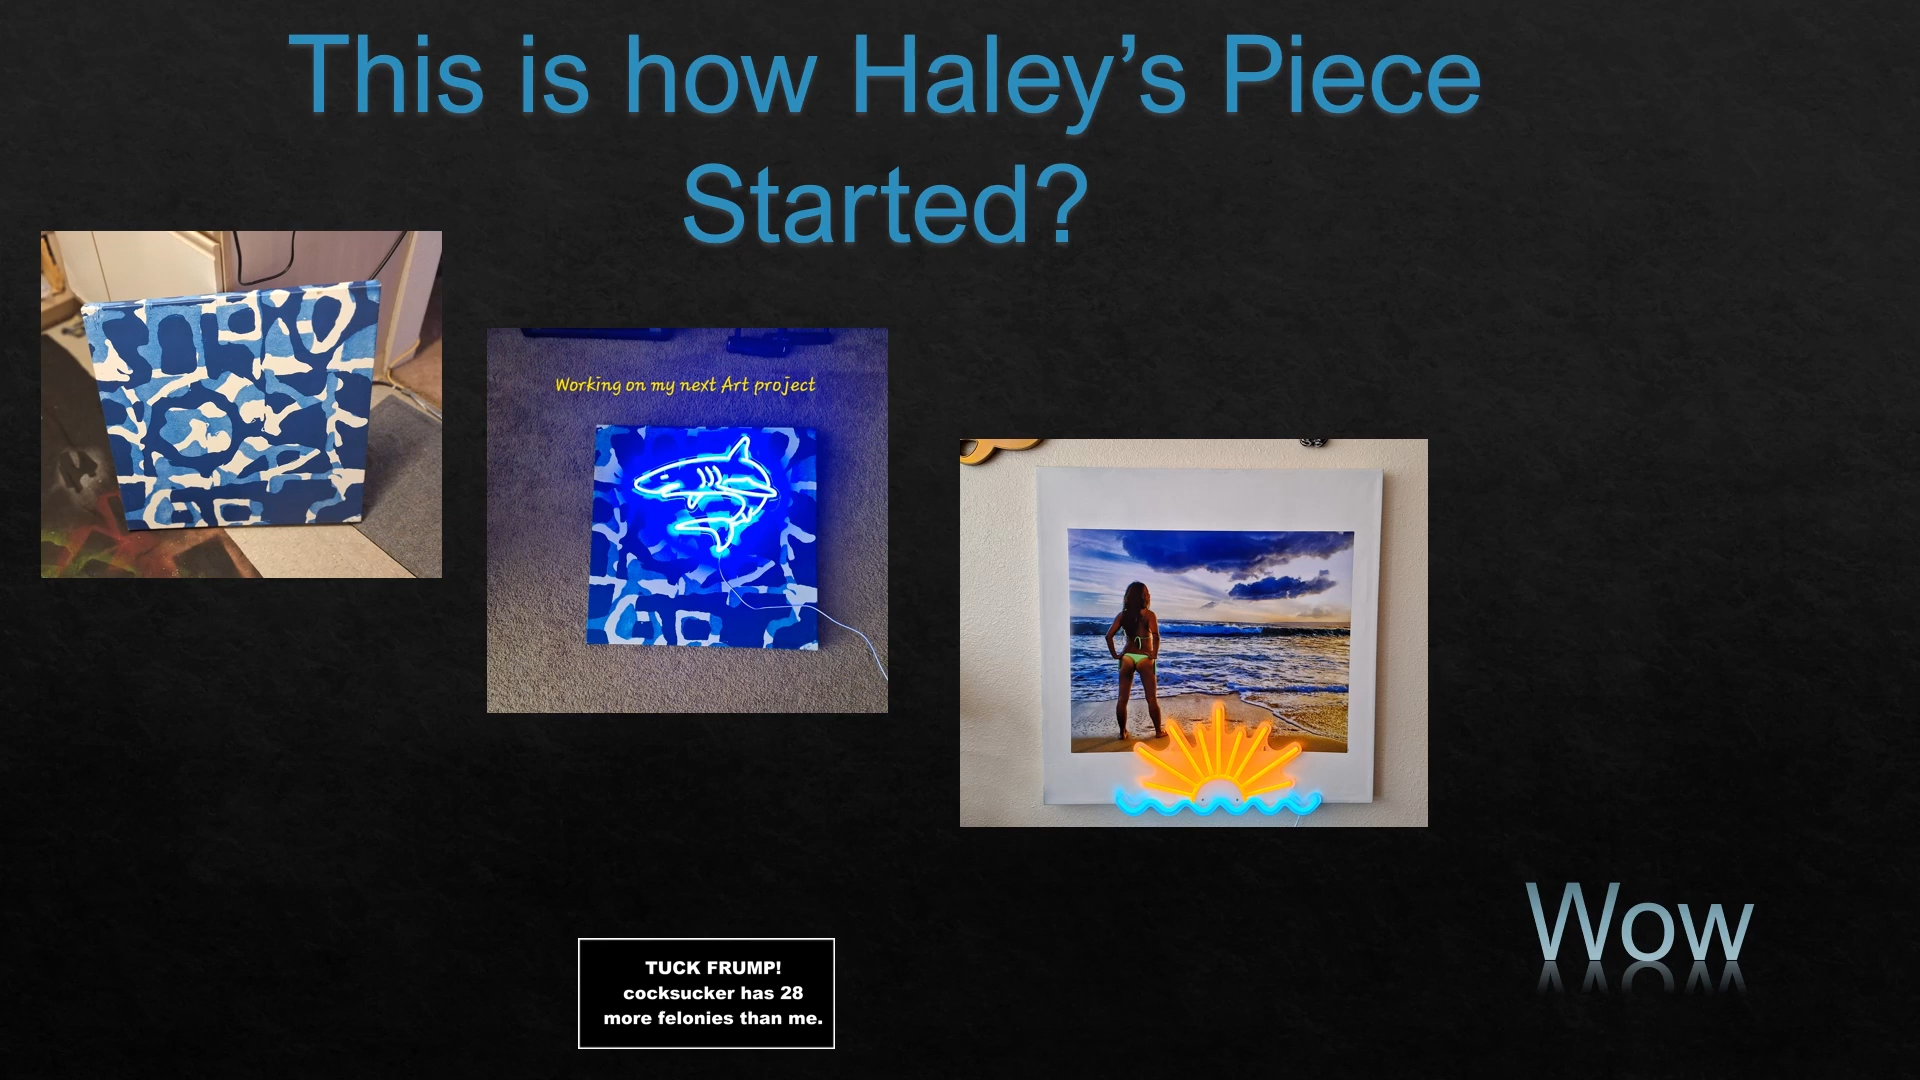 This is how Haley’s Piece
Started?
Working on my next Art project
Wow
TUCK FRUMP!
cocksucker has 28
more felonies than me.